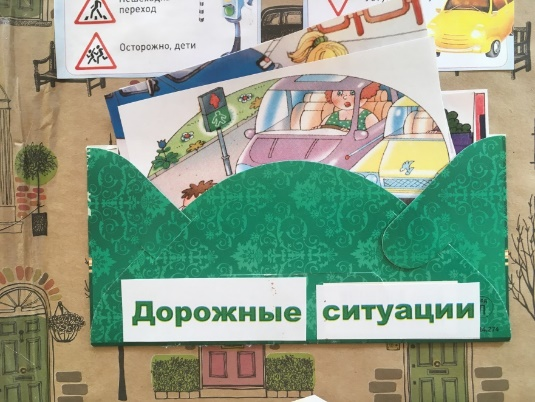 переход
Осторожно, дети
Дорожные ситуации